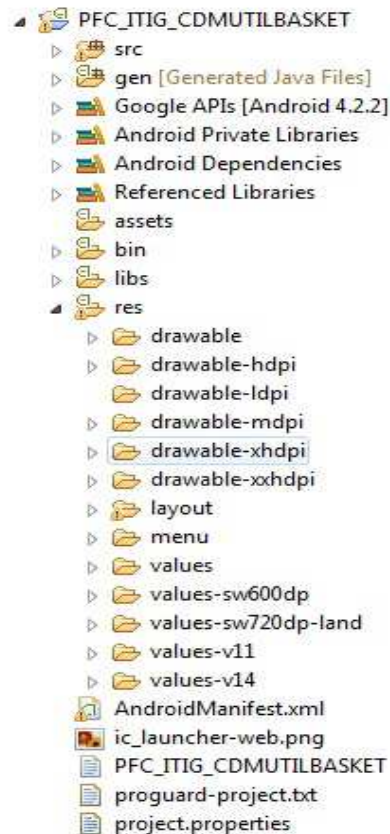 PFC_ITIG_CDMUTILBASKET
src
gen [Generated Java Files]
Google APIs [Android 4.2.2]
Android Private Libraries
Android Dependencies
Referenced Libraries
assets
bin
libs
res
drawable
drawable-hdpi
drawable-ldpi
drawable-mdpi
drawable-xhdpi
drawable-xxhdpi
layout
menu
values
values-sw600dp
values-sw720dp-land
values-v11
values-v14
AndroidManifest.xml
ic_launcher-web.png
PFC_ITIG_CDMUTILBASKET
proguard-project.txt
project.properties